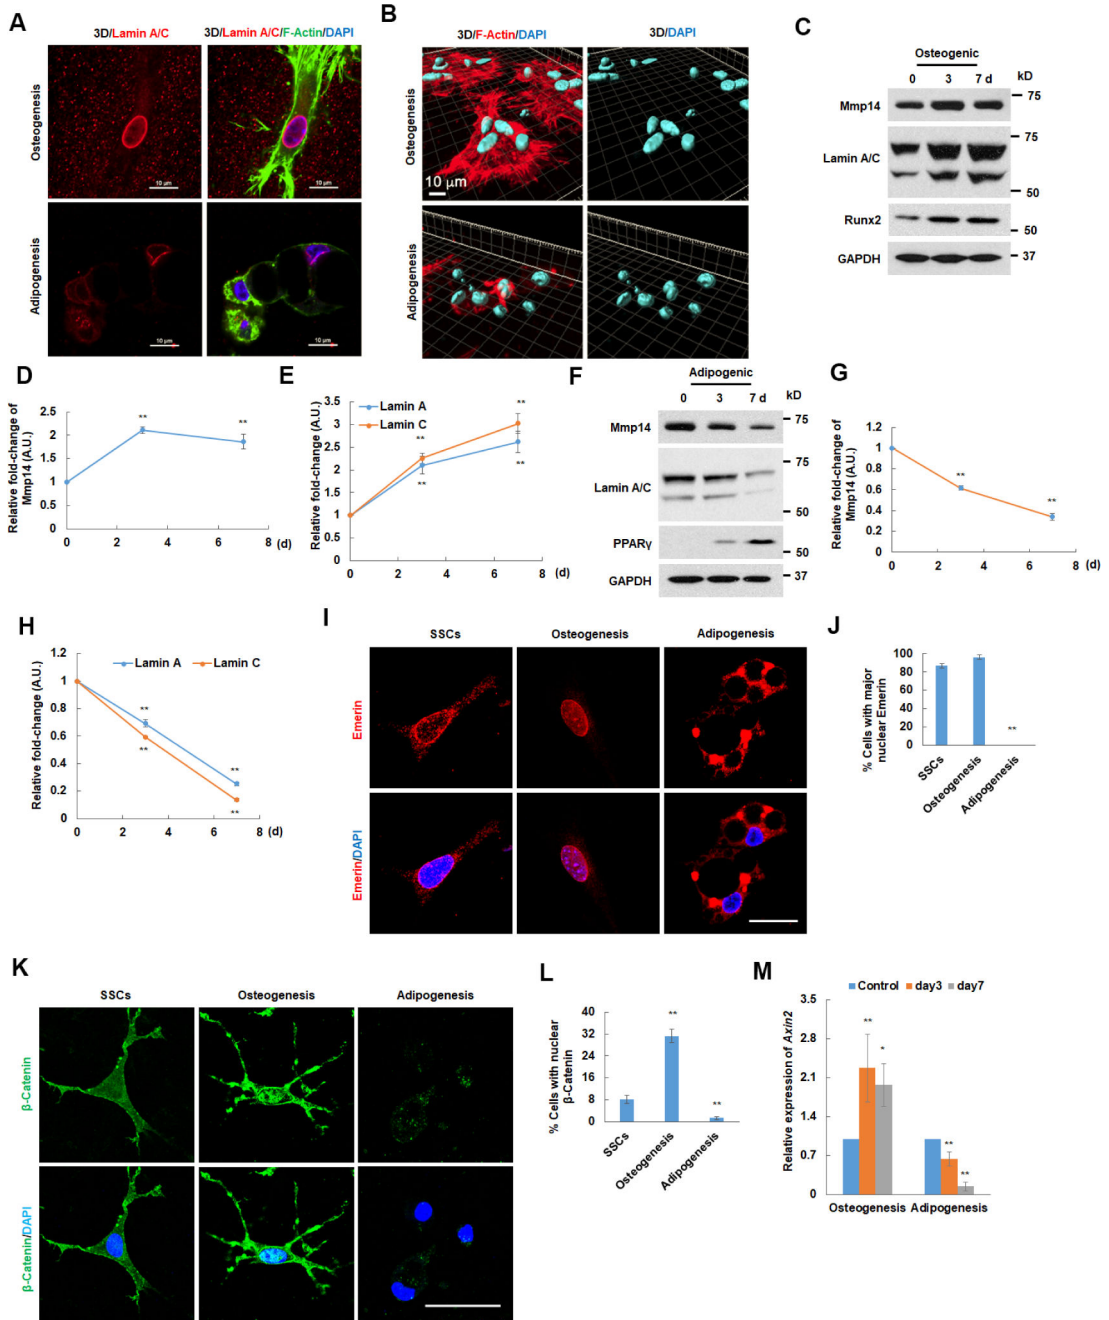 A
3D/Lamin A/C
3D/Lamin A/C/F-Actin/DAPI
Osteogenesis
10 µm
10 µm
Adipogenesis
10 µm
10 µm
B
3D/F-Actin/DAPI
3D/DAPI
Osteogenesis
10 µm
Adipogenesis
C
Osteogenic
0 3 7 d kD
Mmp14
75
Lamin A/C
75
50
Runx2
50
GAPDH
37
D
Relative fold-change of
Mmp14 (A.U.)
2.5
2
1.5
1
0.5
0
** **
0 2 4 6 8 (d)
E
Relative fold-change (A.U.)
Lamin A
Lamin C
3.5
3
2.5
2
1.5
1
0.5
0
** **
** **
0 2 4 6 8 (d)
F
Adipogenic
0 3 7 d kD
Mmp14
75
Lamin A/C
75
50
PPARγ
50
GAPDH
37
G
Relative fold-change of
Mmp14 (A.U.)
1.2
1
0.8
0.6
0.4
0.2
0
** **
0 2 4 6 8 (d)
H
Relative fold-change (A.U.)
Lamin A Lamin C
1.2
1
0.8
0.6
0.4
0.2
0
** **
** **
0 2 4 6 8 (d)
I
SSCs Osteogenesis Adipogenesis
Emerin
Emerin/DAPI
J
% Cells with major
nuclear Emerin
100
80
60
40
20
0
**
SSCs
Osteogenesis
Adipogenesis
K
SSCs Osteogenesis Adipogenesis
β-Catenin
β-Catenin/DAPI
L
% Cells with nuclear
β-Catenin
40
32
24
16
8
0
** **
SSCs
Osteogenesis
Adipogenesis
M
Control day3 day7
Relative expression of Axin2
3.5
2.8
2.1
1.4
0.7
0
** * ** **
Osteogenesis Adipogenesis